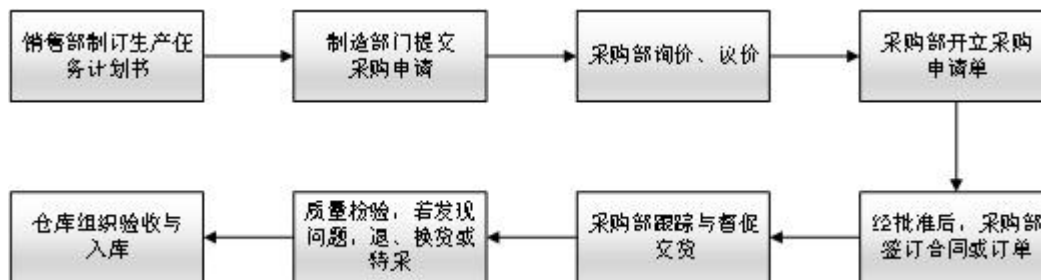 销售部制订生产任
务计划书
制造部门提交
采购申请
采购部询价、议价
采购部开立采购
申请单
经批准后，采购部
签订合同或订单
采购部跟踪与督促
交货
质量检验，若发现
问题，退、换货或
特采
仓库组织验收与
入库